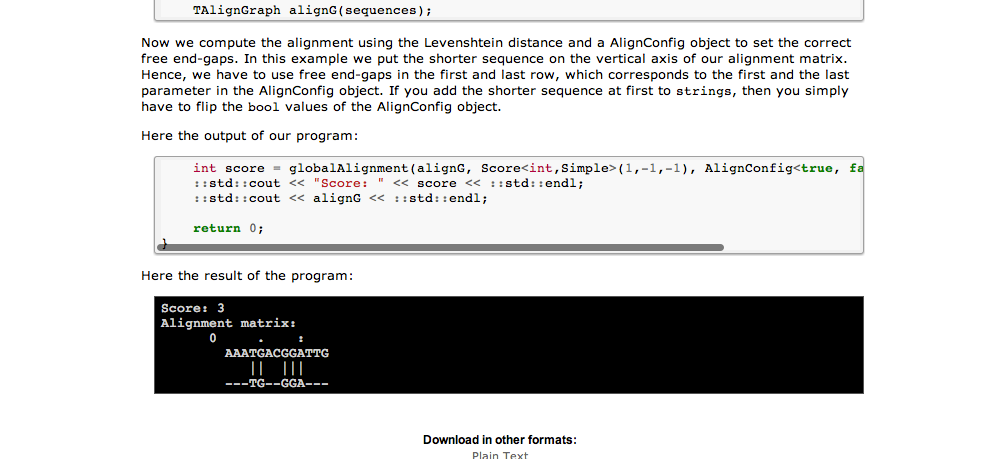 TAlignGraph alignG(sequences);
Now we compute the alignment using the Levenshtein distance and a AlignConfig object to set the correct
free end-gaps. In this example we put the shorter sequence on the vertical axis of our alignment matrix.
Hence, we have to use free end-gaps in the first and last row, which corresponds to the first and the last
parameter in the AlignConfig object. If you add the shorter sequence at first to strings, then you simply
have to flip the bool values of the AlignConfig object.
Here the output of our program:
int score = globalAlignment(alignG, Score<int,Simple>(1,-1,-1), AlignConfig<true, fa
::std::cout << "Score: " << score << ::std::endl;
::std::cout << alignG << ::std::endl;
return 0;
}
Here the result of the program:
Score: 3
Alignment matrix:
0     .    :
AAATGACGGATTG
||  |||
---TG--GGA---
Download in other formats:
Plain Text